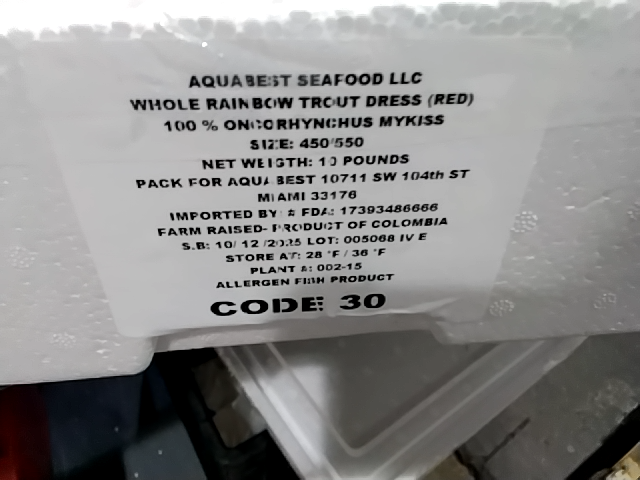 AQUABEST SEAFOOD LLC
WHOLE RAINBOW TROUT DRESS (RED)
100 % ONCORHYNCHUS MYKISS
SIZE: 450/550
NET WEIGTH: 10 POUNDS
PACK FOR AQUABEST 10711 SW 104th ST
MIAMI 33176
IMPORTED BY: # FDA: 17393486666
FARM RAISED- PRODUCT OF COLOMBIA
S.B: 10/ 12 /2025 LOT: 005068 IV E
STORE AT: 28 °F / 36 °F
PLANT #: 002-15
ALLERGEN FISH PRODUCT
CODE 30